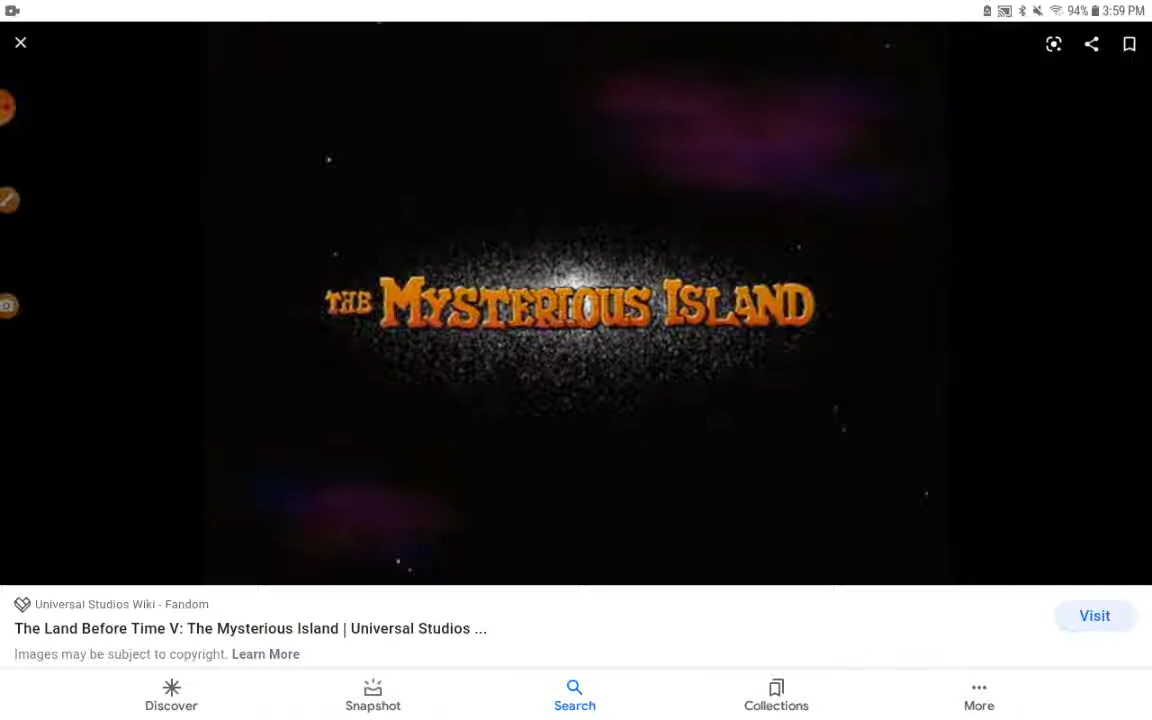 94% 3:59 PM
THE MYSTERIOUS ISLAND
Universal Studios Wiki - Fandom
The Land Before Time V: The Mysterious Island | Universal Studios ...
Visit
Images may be subject to copyright. Learn More
Discover
Snapshot
Search
Collections
More